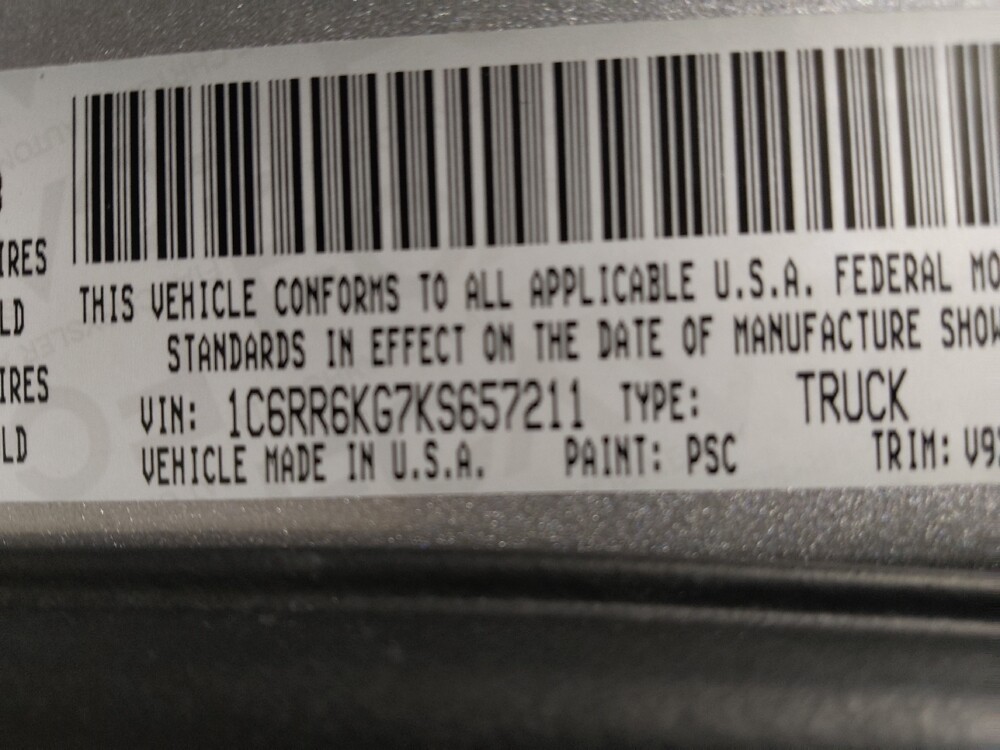 3
IRES
LD
IRES
LD
THIS VEHICLE CONFORMS TO ALL APPLICABLE U.S.A. FEDERAL MO
STANDARDS IN EFFECT ON THE DATE OF MANUFACTURE SHOW
VIN: 1C6RR6KG7KS657211 TYPE: TRUCK
VEHICLE MADE IN U.S.A. PAINT: PSC TRIM: V9